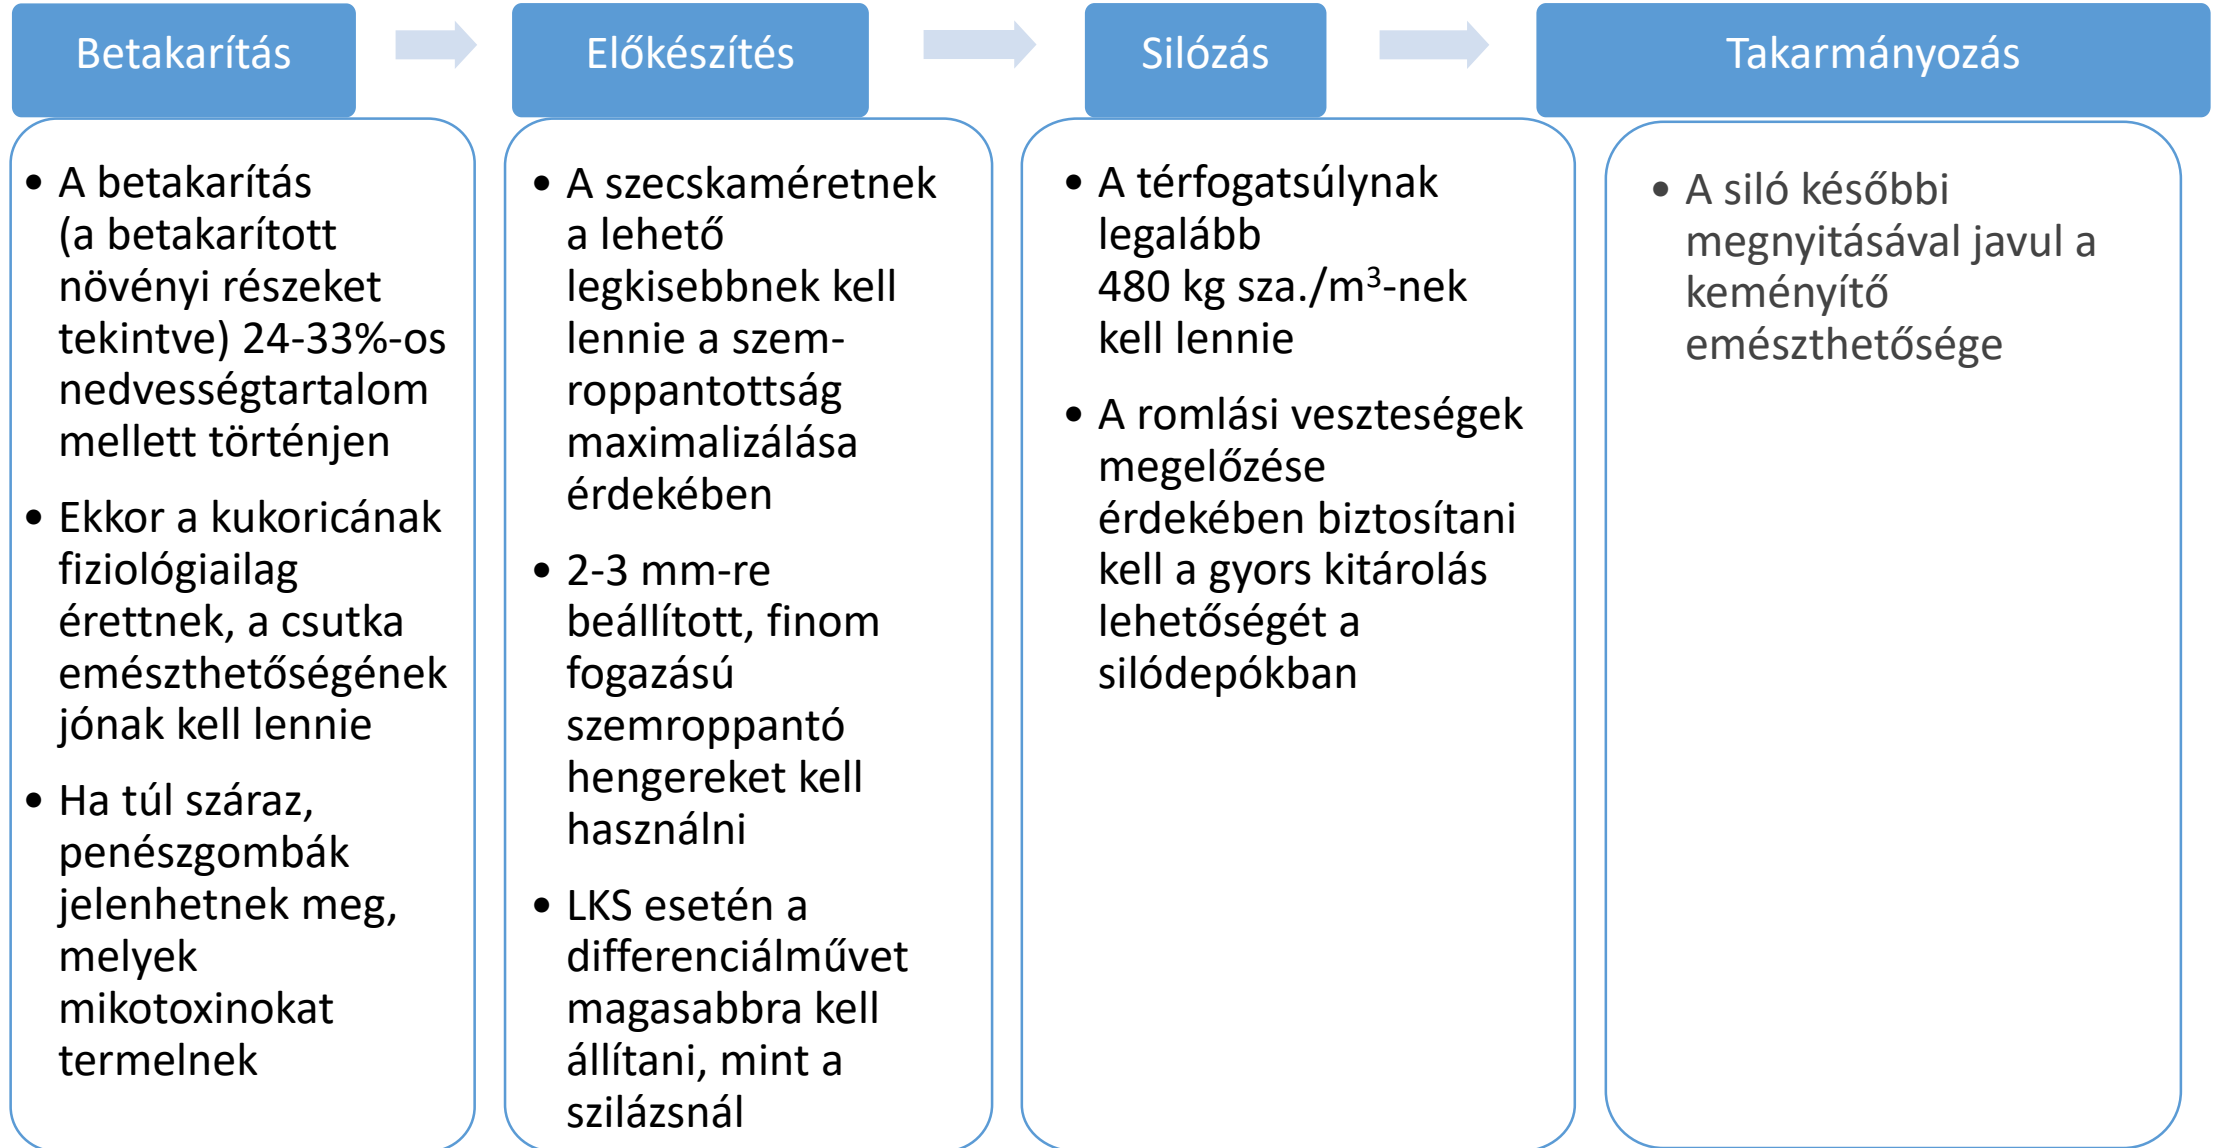 Betakarítás
• A betakarítás
(a betakarított
növényi részeket
tekintve) 24-33%-os
nedvességtartalom
mellett történjen
• Ekkor a kukoricának
fiziológiailag
érettnek, a csutka
emészthetőségének
jónak kell lennie
• Ha túl száraz,
penészgombák
jelenhetnek meg,
melyek
mikotoxinokat
termelnek
Előkészítés
• A szecskaméretnek
a lehető
legkisebbnek kell
lennie a szem-
roppantottság
maximalizálása
érdekében
• 2-3 mm-re
beállított, finom
fogazású
szemroppantó
hengereket kell
használni
• LKS esetén a
differenciálművet
magasabbra kell
állítani, mint a
szilázsnál
Silózás
• A térfogatsúlynak
legalább
480 kg sza./m³-nek
kell lennie
• A romlási veszteségek
megelőzése
érdekében biztosítani
kell a gyors kitárolás
lehetőségét a
silódepókban
Takarmányozás
• A siló későbbi
megnyitásával javul a
keményítő
emészthetősége